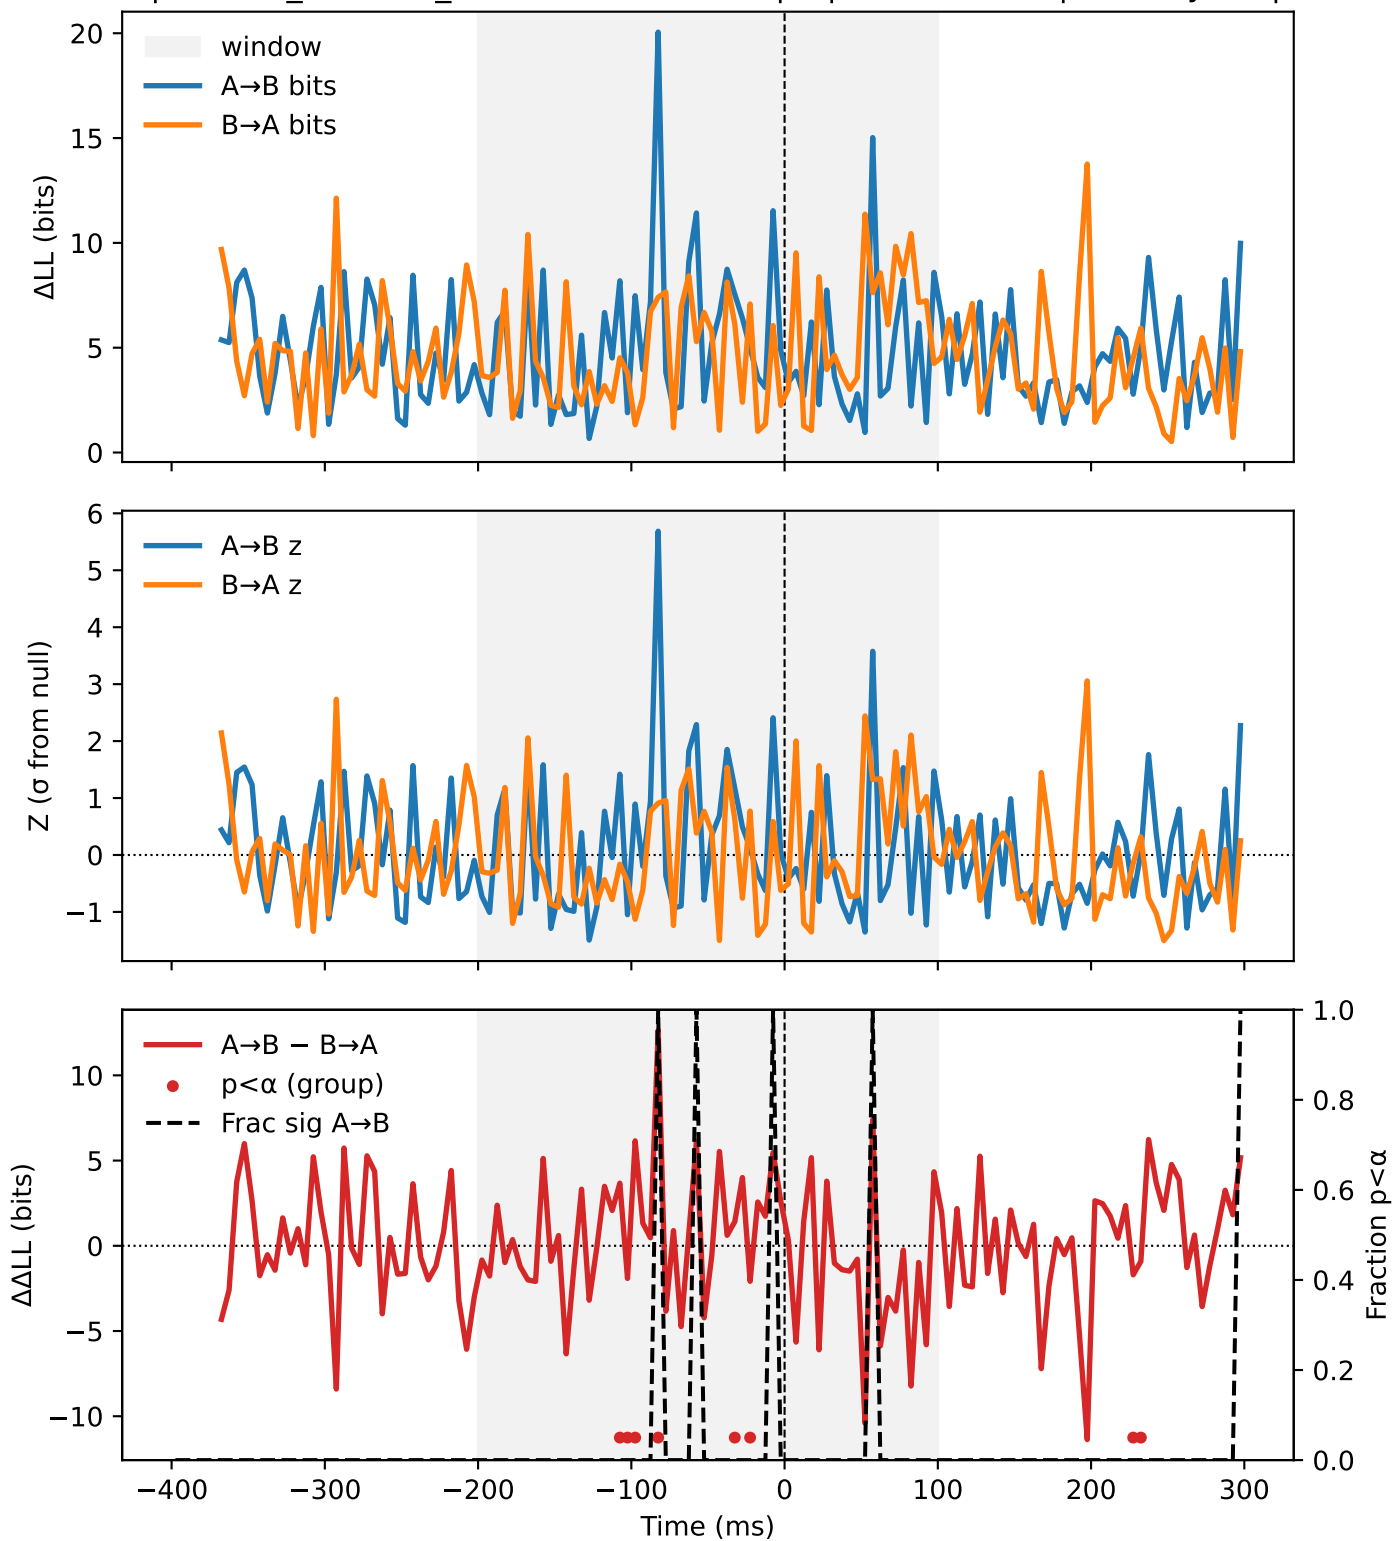 20
15
10
5
0
ΔLL (bits)
window
A→B bits
B→A bits
6
5
4
3
2
1
0
−1
Z (σ from null)
A→B z
B→A z
10
5
0
−5
−10
ΔΔLL (bits)
A→B − B→A
p<α (group)
Frac sig A→B
1.0
0.8
0.6
0.4
0.2
0.0
Fraction p<α
−400 −300 −200 −100 0 100 200 300
Time (ms)